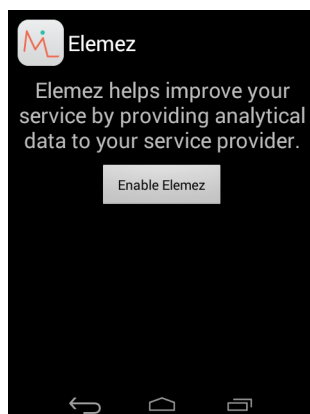 Elemez
Elemez helps improve your
service by providing analytical
data to your service provider.
Enable Elemez